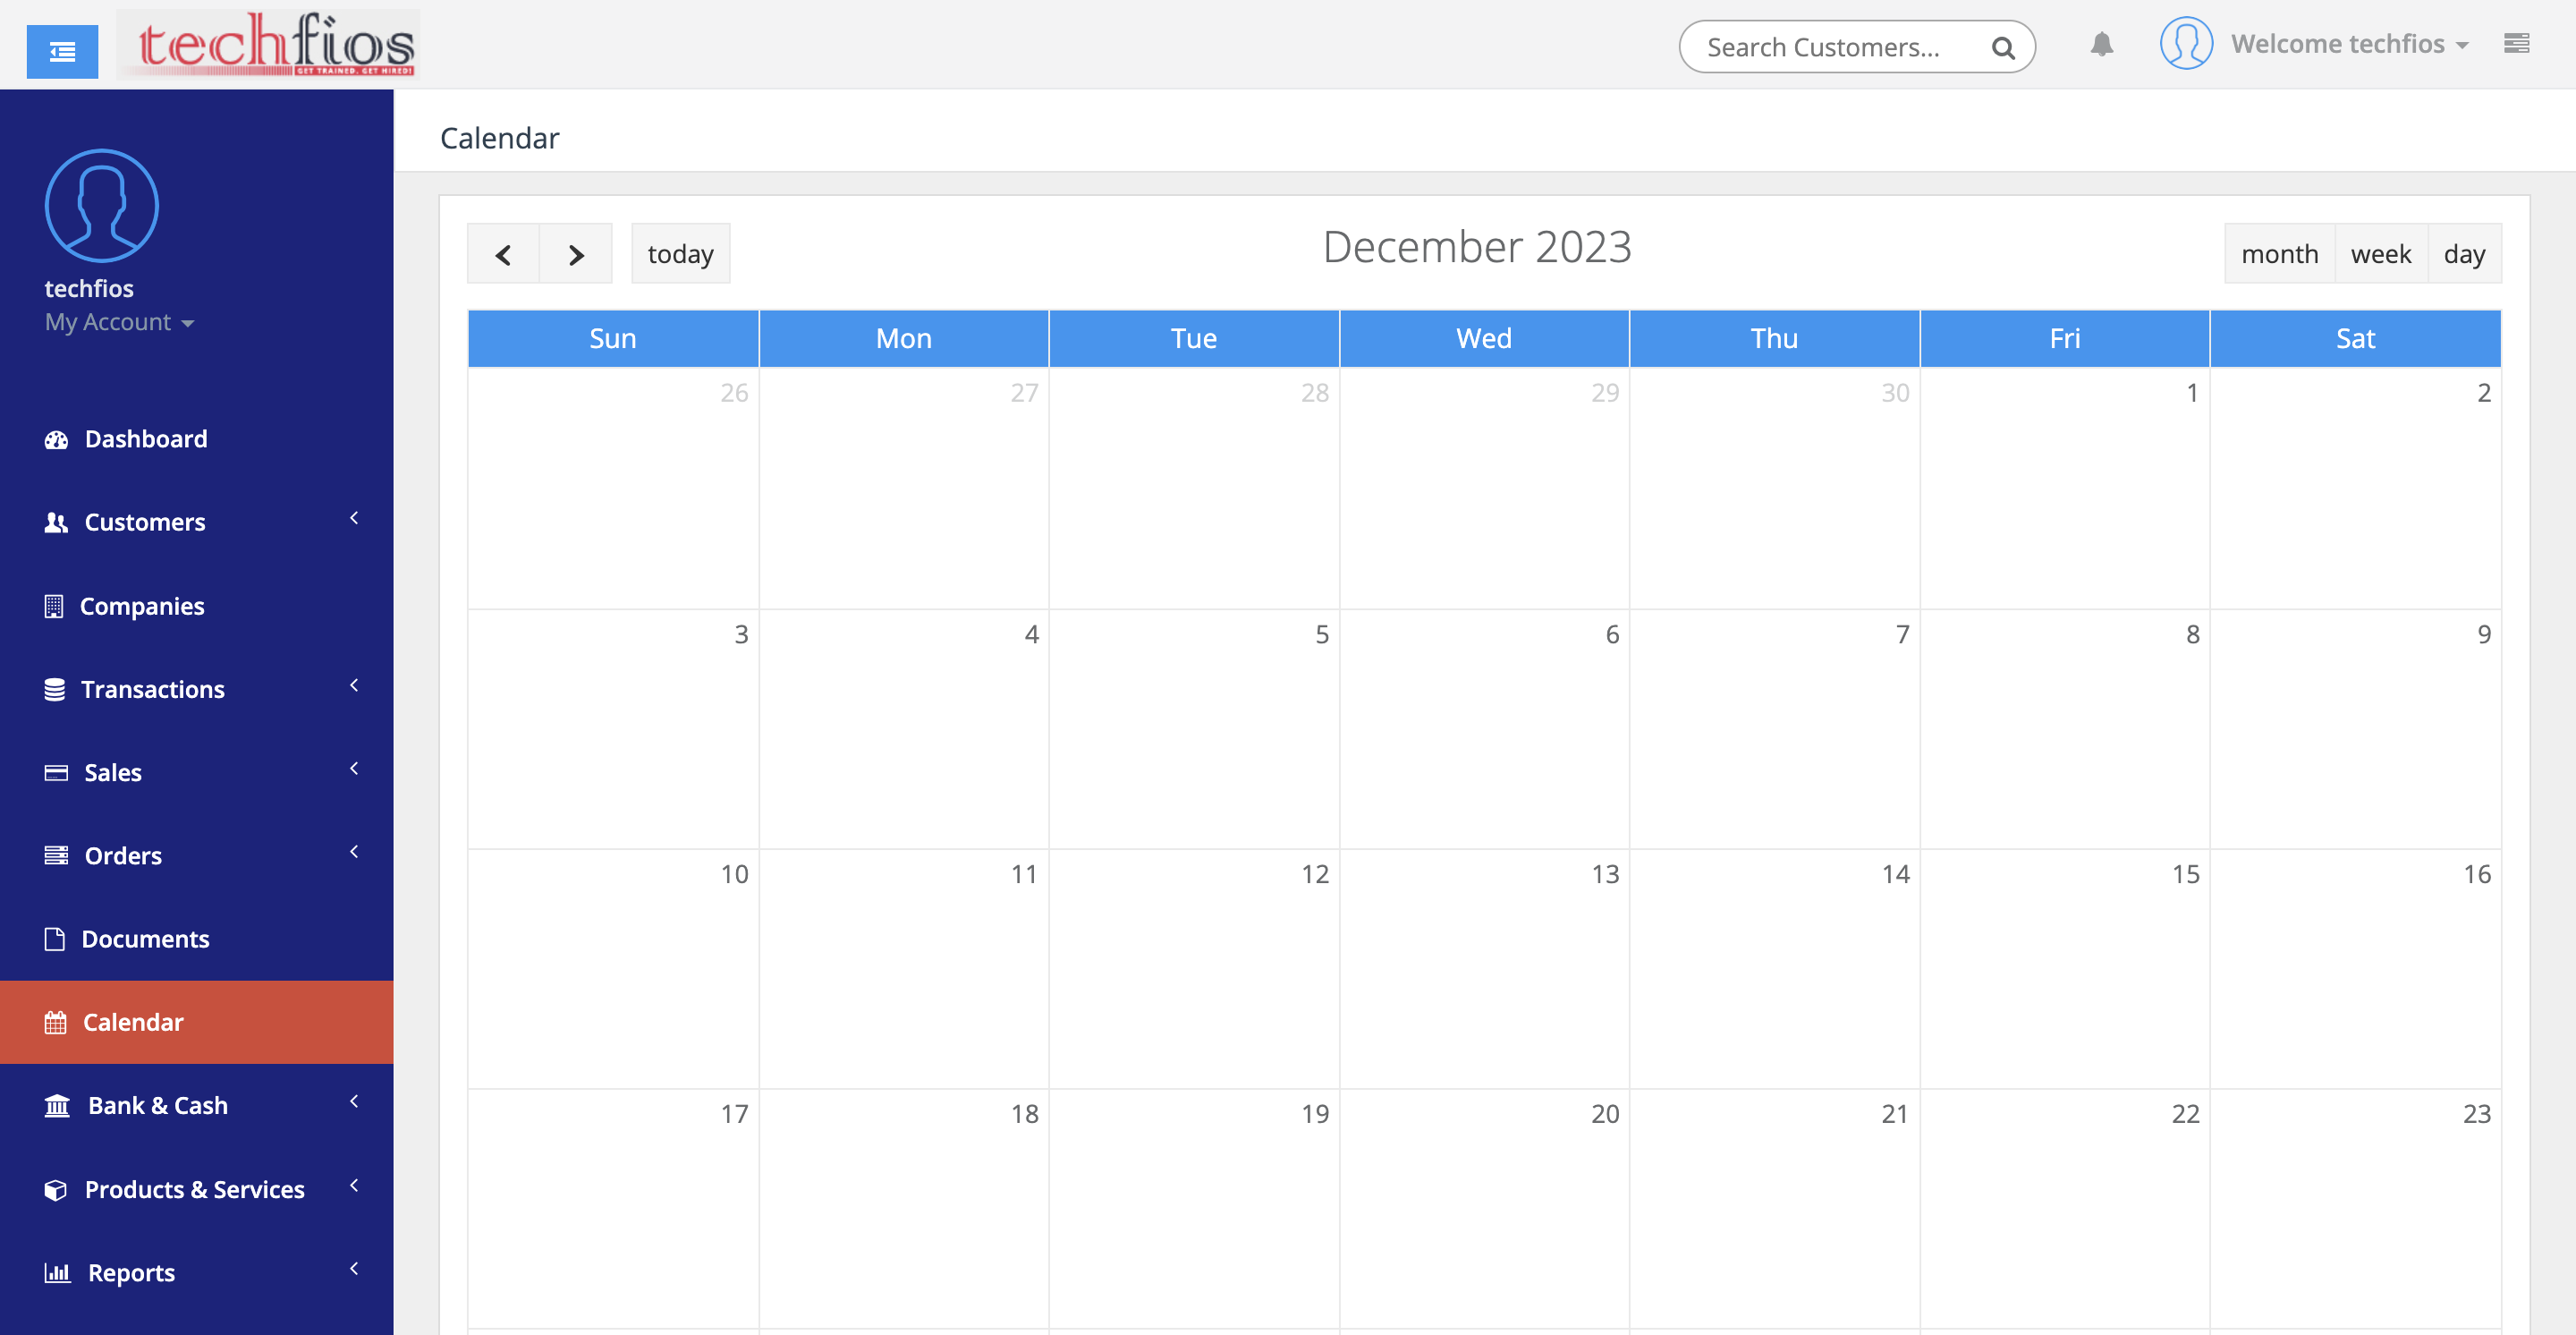 techfios
GET TRAINED. GET HIRED!
Search Customers...
Welcome techfios
techfios
My Account
Dashboard
Customers
Companies
Transactions
Sales
Orders
Documents
Calendar
Bank & Cash
Products & Services
Reports
Calendar
today
December 2023
month week day
Sun Mon Tue Wed Thu Fri Sat
26 27 28 29 30 1 2
3 4 5 6 7 8 9
10 11 12 13 14 15 16
17 18 19 20 21 22 23